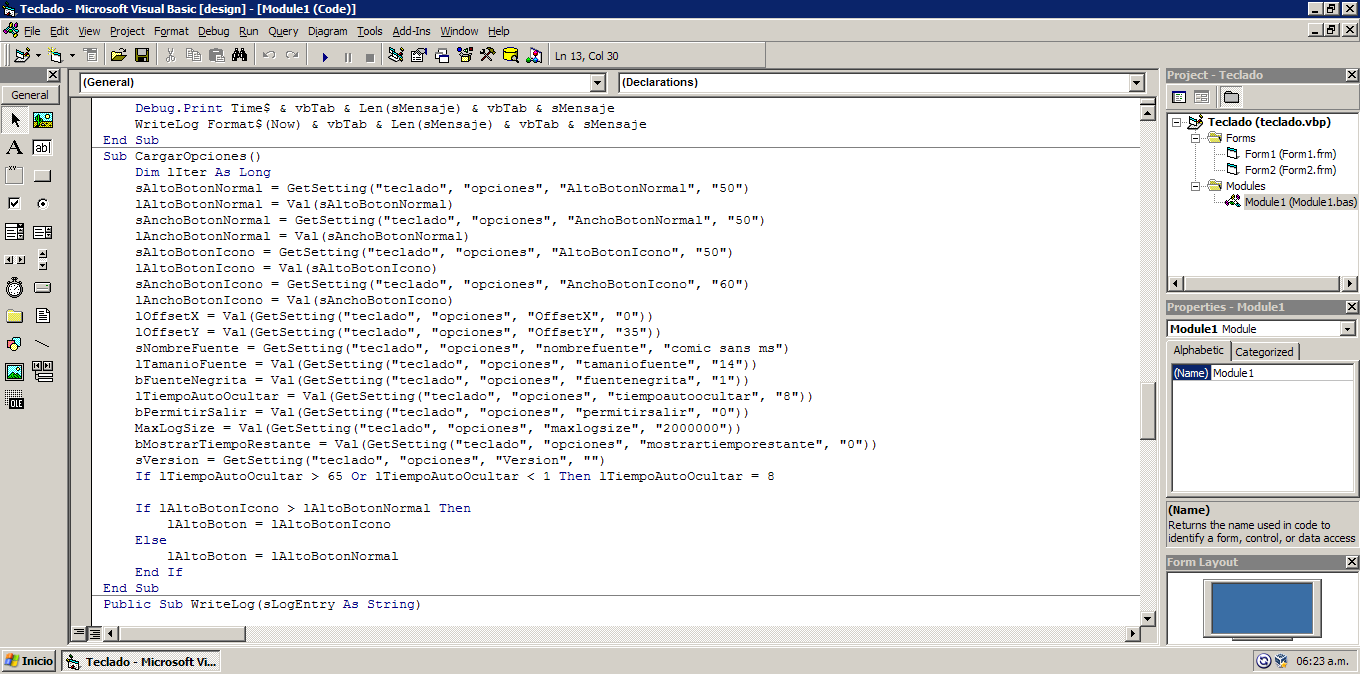 Teclado - Microsoft Visual Basic [design] - [Module1 (Code)]
File Edit View Project Format Debug Run Query Diagram Tools Add-Ins Window Help
Ln 13, Col 30
General
(General)
(Declarations)
    Debug.Print Time$ & vbTab & Len(sMensaje) & vbTab & sMensaje
    WriteLog Format$(Now) & vbTab & Len(sMensaje) & vbTab & sMensaje
End Sub
Sub CargarOpciones()
    Dim lIter As Long
    sAltoBotonNormal = GetSetting("teclado", "opciones", "AltoBotonNormal", "50")
    lAltoBotonNormal = Val(sAltoBotonNormal)
    sAnchoBotonNormal = GetSetting("teclado", "opciones", "AnchoBotonNormal", "50")
    lAnchoBotonNormal = Val(sAnchoBotonNormal)
    sAltoBotonIcono = GetSetting("teclado", "opciones", "AltoBotonIcono", "50")
    lAltoBotonIcono = Val(sAltoBotonIcono)
    sAnchoBotonIcono = GetSetting("teclado", "opciones", "AnchoBotonIcono", "60")
    lAnchoBotonIcono = Val(sAnchoBotonIcono)
    lOffsetX = Val(GetSetting("teclado", "opciones", "OffsetX", "0"))
    lOffsetY = Val(GetSetting("teclado", "opciones", "OffsetY", "35"))
    sNombreFuente = GetSetting("teclado", "opciones", "nombrefuente", "comic sans ms")
    lTamanioFuente = Val(GetSetting("teclado", "opciones", "tamaniofuente", "14"))
    bFuenteNegrita = Val(GetSetting("teclado", "opciones", "fuentenegrita", "1"))
    lTiempoAutoOcultar = Val(GetSetting("teclado", "opciones", "tiempoautoocultar", "8"))
    bPermitirSalir = Val(GetSetting("teclado", "opciones", "permitirsalir", "0"))
    MaxLogSize = Val(GetSetting("teclado", "opciones", "maxlogsize", "2000000"))
    bMostrarTiempoRestante = Val(GetSetting("teclado", "opciones", "mostrartiemporestante", "0"))
    sVersion = GetSetting("teclado", "opciones", "Version", "")
    If lTiempoAutoOcultar > 65 Or lTiempoAutoOcultar < 1 Then lTiempoAutoOcultar = 8
    If lAltoBotonIcono > lAltoBotonNormal Then
        lAltoBoton = lAltoBotonIcono
    Else
        lAltoBoton = lAltoBotonNormal
    End If
End Sub
Public Sub WriteLog(sLogEntry As String)
Project - Teclado
Teclado (teclado.vbp)
Forms
Form1 (Form1.frm)
Form2 (Form2.frm)
Modules
Module1 (Module1.bas)
Properties - Module1
Module1 Module
Alphabetic Categorized
(Name) Module1
(Name)
Returns the name used in code to
identify a form, control, or data access
Form Layout
A
ab|
xy
OLE
Inicio
Teclado - Microsoft Vi...
06:23 a.m.